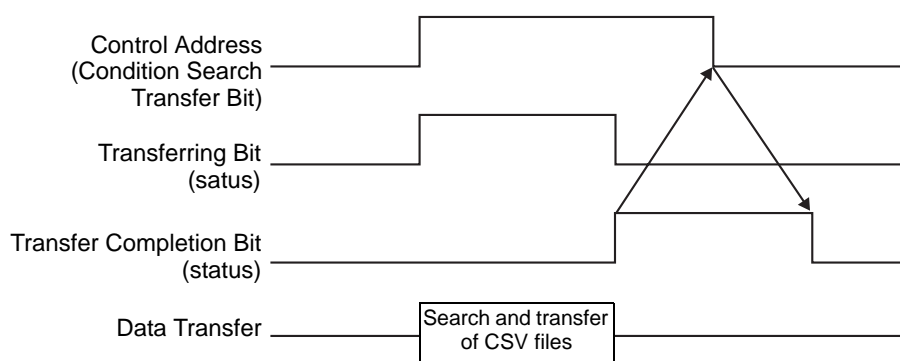 Control Address
(Condition Search
Transfer Bit)
Transferring Bit
(satus)
Transfer Completion Bit
(status)
Data Transfer
Search and transfer
of CSV files